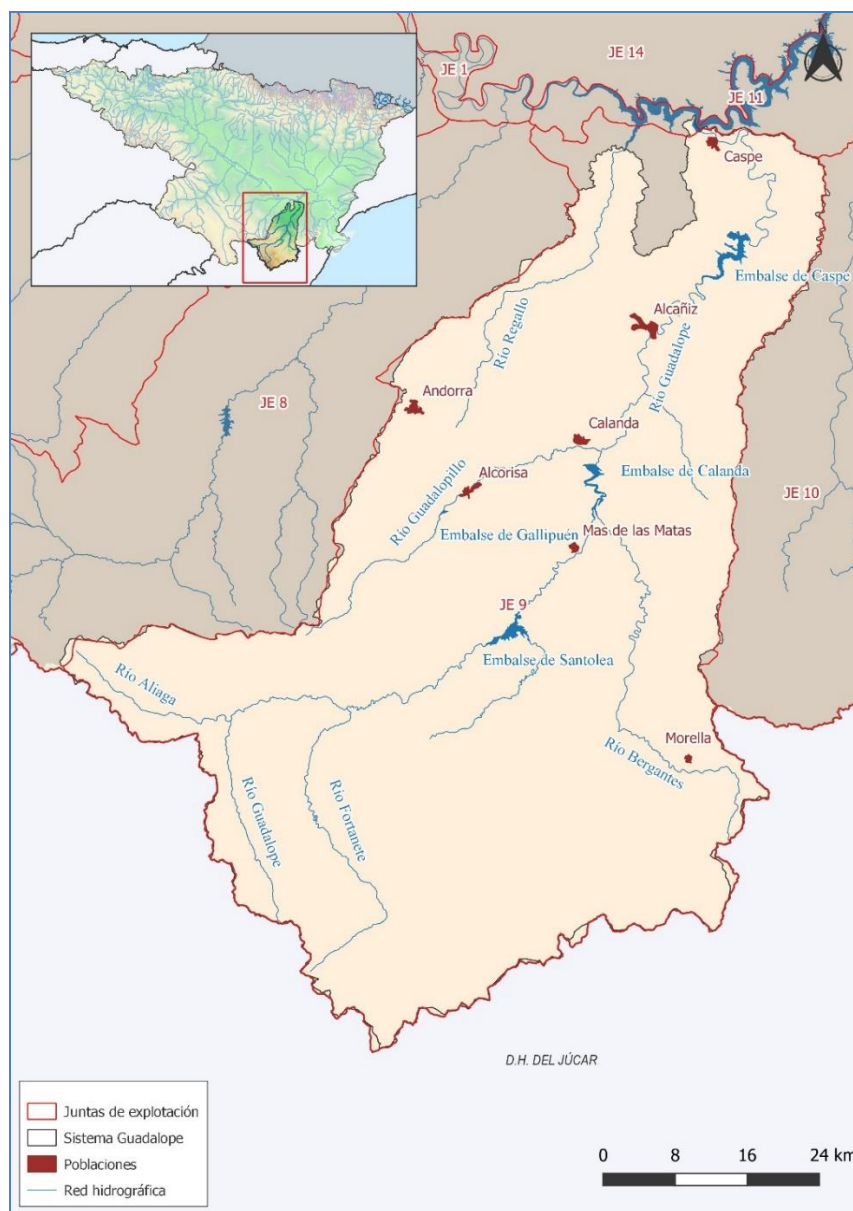 JE 14
JE 1
JE 11
Caspe
Embalse de Caspe
Alcañiz
Río Regallo
Río Guadalope
Andorra
JE 8
Calanda
Embalse de Calanda
Alcorisa
JE 10
Río Guadalopillo
Embalse de Gallipuén
Mas de las Matas
JE 9
Embalse de Santolea
Río Aliaga
Morella
Río Bergantes
Río Guadalope
Río Fortanete
D.H. DEL JÚCAR
Juntas de explotación
Sistema Guadalope
Poblaciones
Red hidrográfica
0 8 16 24 km